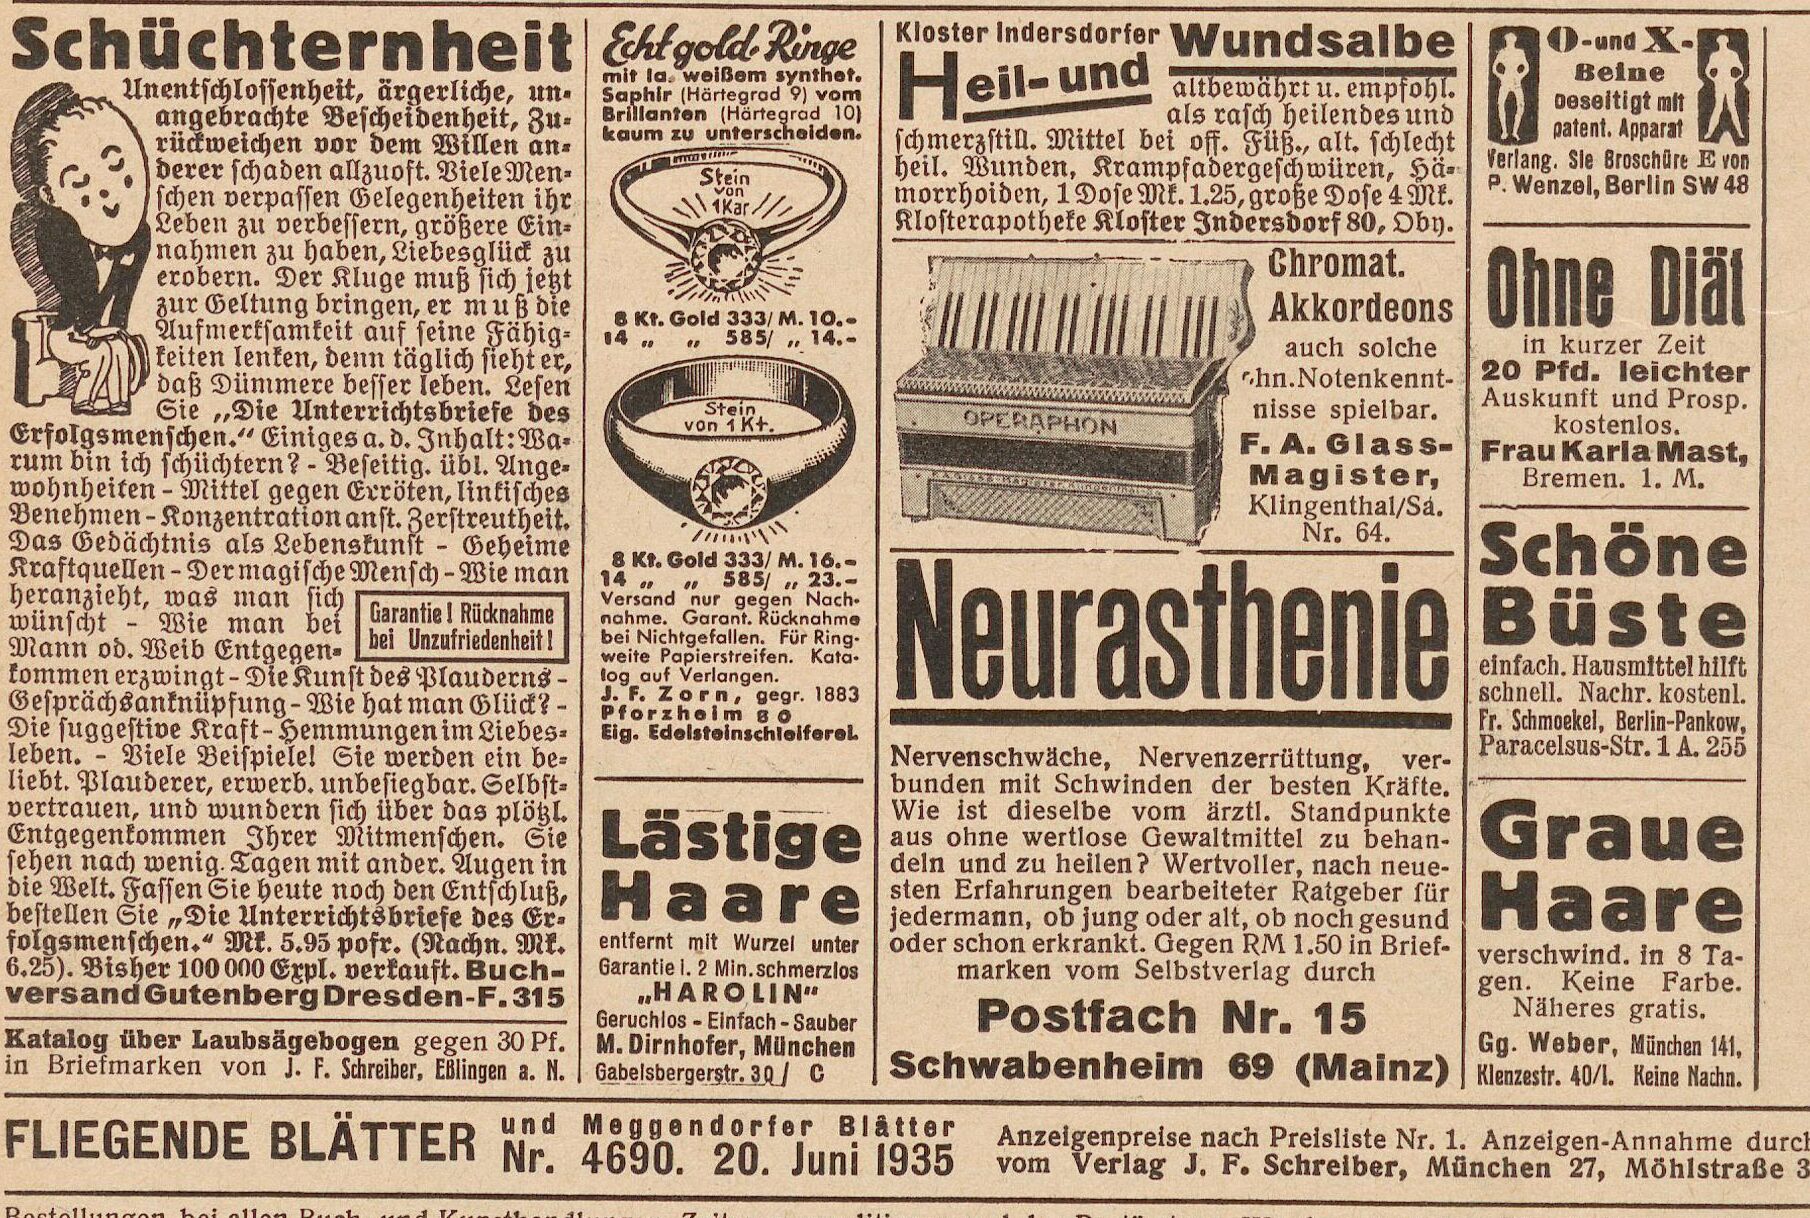 Schüchternheit
Unentschlossenheit, ärgerliche, un-
angebrachte Bescheidenheit, Zu-
rückweichen vor dem Willen an-
derer schaden allzuoft. Viele Men-
schen verpassen Gelegenheiten ihr
Leben zu verbessern, größere Ein-
nahmen zu haben, Liebesglück zu
erobern. Der Kluge muß sich jetzt
zur Geltung bringen, er muß die
Aufmerksamkeit auf seine Fähig-
keiten lenken, denn täglich sieht er,
daß Dümmere besser leben. Lesen
Sie „Die Unterrichtsbriefe des
Erfolgsmenschen.“ Einiges a. d. Inhalt: Wa-
rum bin ich schüchtern? - Beseitig. übl. Ange-
wohnheiten - Mittel gegen Erröten, linkisches
Benehmen - Konzentration anst. Zerstreutheit.
Das Gedächtnis als Lebenskunst - Geheime
Kraftquellen - Der magische Mensch - Wie man
heranzieht, was man sich
wünscht - Wie man bei
Mann od. Weib Entgegen-
Garantie! Rücknahme
bei Unzufriedenheit!
kommen erzwingt - Die Kunst des Plauderns -
Gesprächsanknüpfung - Wie hat man Glück? -
Die suggestive Kraft - Hemmungen im Liebes-
leben. - Viele Beispiele! Sie werden ein be-
liebt. Plauderer, erwerb. unbesiegbar. Selbst-
vertrauen, und wundern sich über das plötzl.
Entgegenkommen Ihrer Mitmenschen. Sie
sehen nach wenig. Tagen mit ander. Augen in
die Welt. Fassen Sie heute noch den Entschluß,
bestellen Sie „Die Unterrichtsbriefe des Er-
folgsmenschen.“ Mk. 5.95 pofr. (Nachn. Mk.
6.25). Bisher 100 000 Expl. verkauft. Buch-
versand Gutenberg Dresden-F. 315
Katalog über Laubsägebogen gegen 30 Pf.
in Briefmarken von J. F. Schreiber, Eßlingen a. N.
Echt gold. Ringe
mit Ia. weißem synthet.
Saphir (Härtegrad 9) vom
Brillanten (Härtegrad 10)
kaum zu unterscheiden.
Stein
von
1 Kar
8 Kt. Gold 333/ M. 10.-
14 „ „ 585/ „ 14.-
Stein
von 1 Kt.
8 Kt. Gold 333/ M. 16.-
14 „ „ 585/ „ 23.-
Versand nur gegen Nach-
nahme. Garant. Rücknahme
bei Nichtgefallen. Für Ring-
weite Papierstreifen. Kata-
log auf Verlangen.
J. F. Zorn, gegr. 1883
Pforzheim 80
Eig. Edelsteinschleiferei.
Lästige
Haare
entfernt mit Wurzel unter
Garantie i. 2 Min. schmerzlos
„HAROLIN“
Geruchlos - Einfach - Sauber
M. Dirnhofer, München
Gabelsbergerstr. 30/ C
Kloster Indersdorfer Wundsalbe
Heil- und
altbewährt u. empfohl.
als rasch heilendes und
schmerzstill. Mittel bei off. Füß., alt. schlecht
heil. Wunden, Krampfadergeschwüren, Hä-
morrhoiden, 1 Dose Mk. 1.25, große Dose 4 Mk.
Klosterapotheke Kloster Indersdorf 80, Oby.
OPERAPHON
Chromat.
Akkordeons
auch solche
ohn. Notenkennt-
nisse spielbar.
F. A. Glass-
Magister,
Klingenthal/Sa.
Nr. 64.
Neurasthenie
Nervenschwäche, Nervenzerrüttung, ver-
bunden mit Schwinden der besten Kräfte.
Wie ist dieselbe vom ärztl. Standpunkte
aus ohne wertlose Gewaltmittel zu behan-
deln und zu heilen? Wertvoller, nach neue-
sten Erfahrungen bearbeiteter Ratgeber für
jedermann, ob jung oder alt, ob noch gesund
oder schon erkrankt. Gegen RM 1.50 in Brief-
marken vom Selbstverlag durch
Postfach Nr. 15
Schwabenheim 69 (Mainz)
O-und X-
Beine
beseitigt mit
patent. Apparat
Verlang. Sie Broschüre E von
P. Wenzel, Berlin SW 48
Ohne Diät
in kurzer Zeit
20 Pfd. leichter
Auskunft und Prosp.
kostenlos.
Frau Karla Mast,
Bremen. 1. M.
Schöne
Büste
einfach. Hausmittel hilft
schnell. Nachr. kostenl.
Fr. Schmoekel, Berlin-Pankow,
Paracelsus-Str. 1 A. 255
Graue
Haare
verschwind. in 8 Ta-
gen. Keine Farbe.
Näheres gratis.
Gg. Weber, München 141,
Klenzestr. 40/I. Keine Nachn.
FLIEGENDE BLÄTTER und Meggendorfer Blätter
Nr. 4690. 20. Juni 1935
Anzeigenpreise nach Preisliste Nr. 1. Anzeigen-Annahme durch
vom Verlag J. F. Schreiber, München 27, Möhlstraße 3
Bestellungen bei allen Buch- und